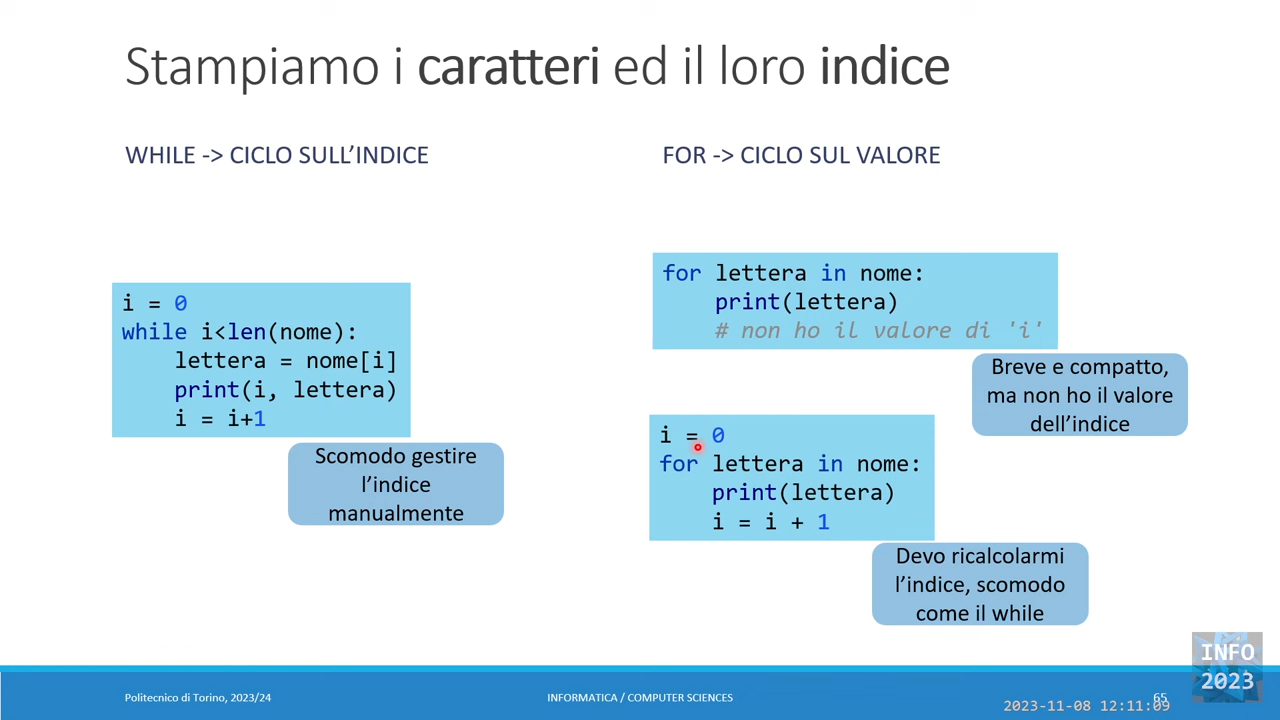 Stampiamo i caratteri ed il loro indice
WHILE -> CICLO SULL’INDICE
i = 0
while i<len(nome):
    lettera = nome[i]
    print(i, lettera)
    i = i+1
Scomodo gestire
l’indice
manualmente
FOR -> CICLO SUL VALORE
for lettera in nome:
    print(lettera)
    # non ho il valore di 'i'
Breve e compatto,
ma non ho il valore
dell’indice
i = 0
for lettera in nome:
    print(lettera)
    i = i + 1
Devo ricalcolarmi
l’indice, scomodo
come il while
Politecnico di Torino, 2023/24
INFORMATICA / COMPUTER SCIENCES
65
INFO
2023
2023-11-08 12:11:09